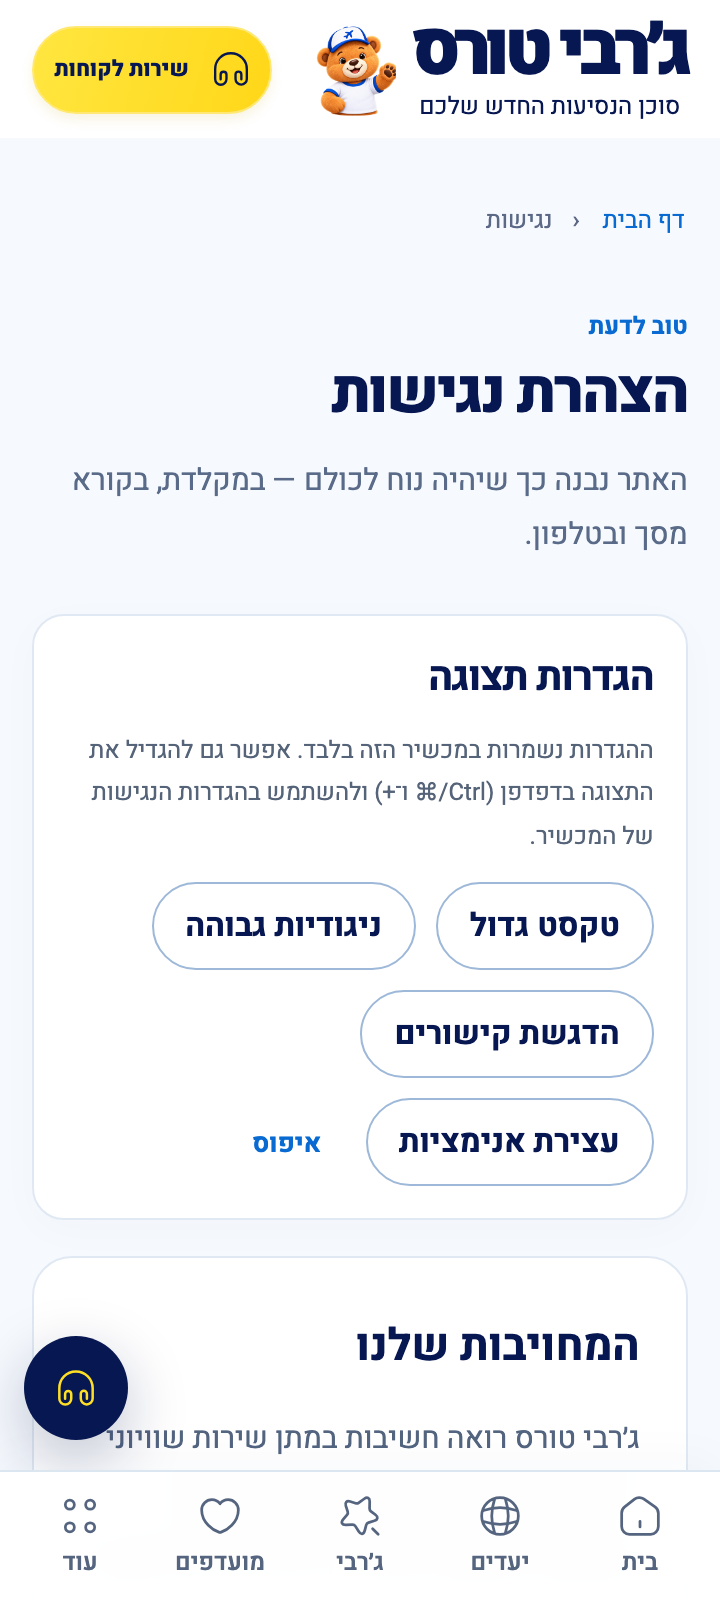 ג׳רבי טורס
סוכן הנסיעות החדש שלכם
שירות לקוחות
דף הבית › נגישות
טוב לדעת
הצהרת נגישות
האתר נבנה כך שיהיה נוח לכולם — במקלדת, בקורא
מסך ובטלפון.
הגדרות תצוגה
ההגדרות נשמרות במכשיר הזה בלבד. אפשר גם להגדיל את
התצוגה בדפדפן (Ctrl/⌘ ו־+) ולהשתמש בהגדרות הנגישות
של המכשיר.
טקסט גדול
ניגודיות גבוהה
הדגשת קישורים
עצירת אנימציות
איפוס
המחויבות שלנו
ג׳רבי טורס רואה חשיבות במתן שירות שוויוני
בית
יעדים
ג׳רבי
מועדפים
עוד